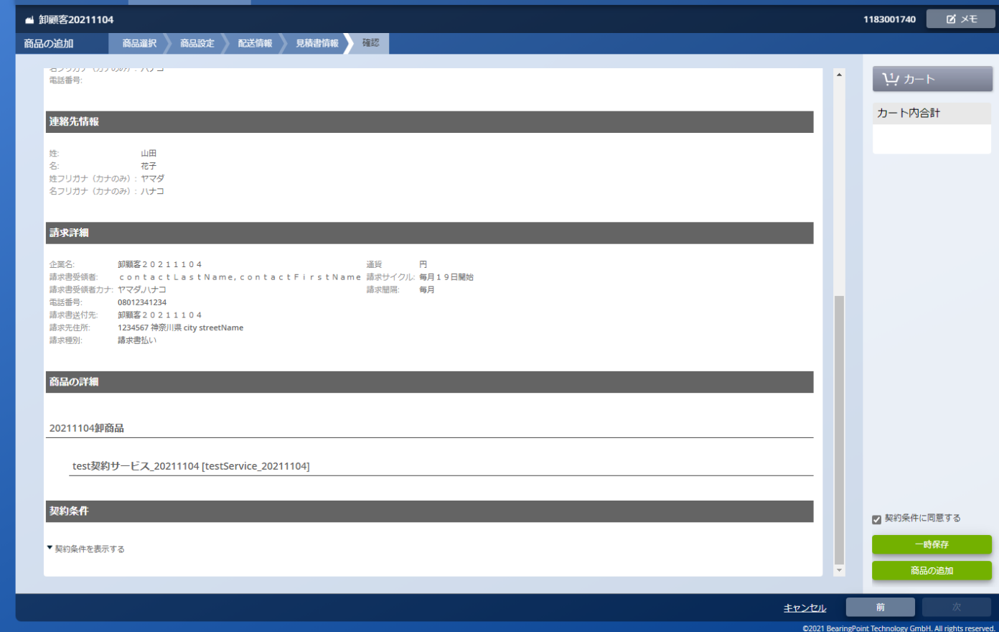 卸顧客20211104
1183001740
メモ
商品の追加
商品選択
商品設定
配送情報
見積書情報
確認
名フリガナ（カナのみ）: ハナコ
電話番号:
カート
カート内合計
連絡先情報
姓: 山田
名: 花子
姓フリガナ（カナのみ）: ヤマダ
名フリガナ（カナのみ）: ハナコ
請求詳細
企業名: 卸顧客２０２１１１０４ 通貨 円
請求書受領者: ｃｏｎｔａｃｔＬａｓｔＮａｍｅ,ｃｏｎｔａｃｔＦｉｒｓｔＮａｍｅ 請求サイクル: 毎月１９日開始
請求書受領者カナ: ヤマダ,ハナコ 請求間隔: 毎月
電話番号: 08012341234
請求書送付先: 卸顧客２０２１１１０４
請求先住所: 1234567 神奈川県 city streetName
請求種別: 請求書払い
商品の詳細
20211104卸商品
test契約サービス_20211104 [testService_20211104]
契約条件
契約条件を表示する
契約条件に同意する
一時保存
商品の追加
キャンセル
前
次
©2021 BearingPoint Technology GmbH. All rights reserved.